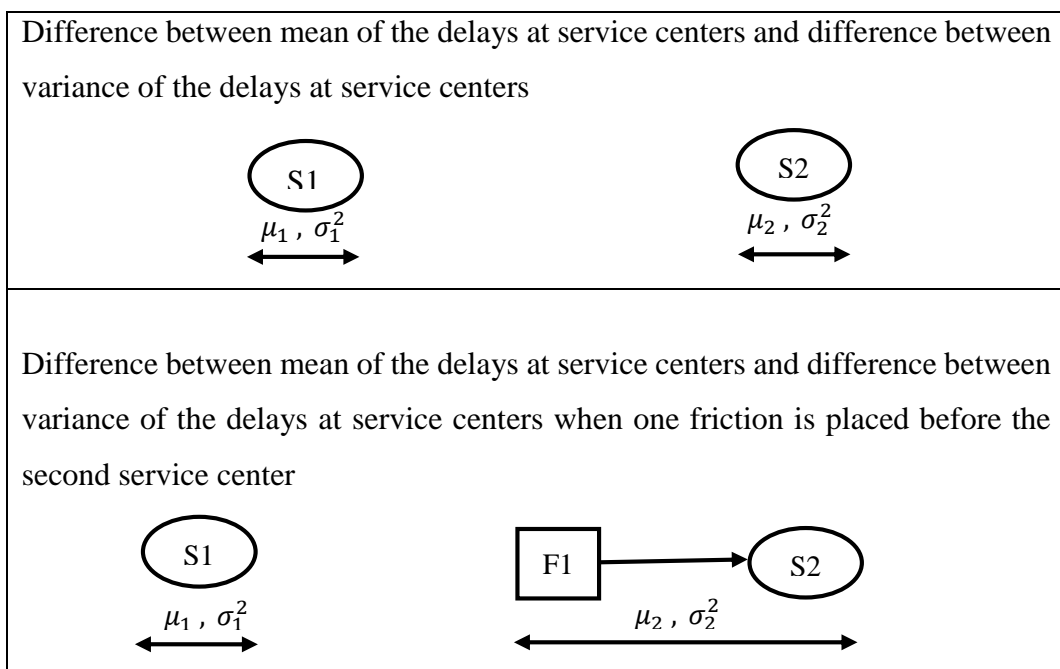 Difference between mean of the delays at service centers and difference between
variance of the delays at service centers
S1 S2
μ₁ , σ₁² μ₂ , σ₂²
Difference between mean of the delays at service centers and difference between
variance of the delays at service centers when one friction is placed before the
second service center
S1 F1 S2
μ₁ , σ₁² μ₂ , σ₂²